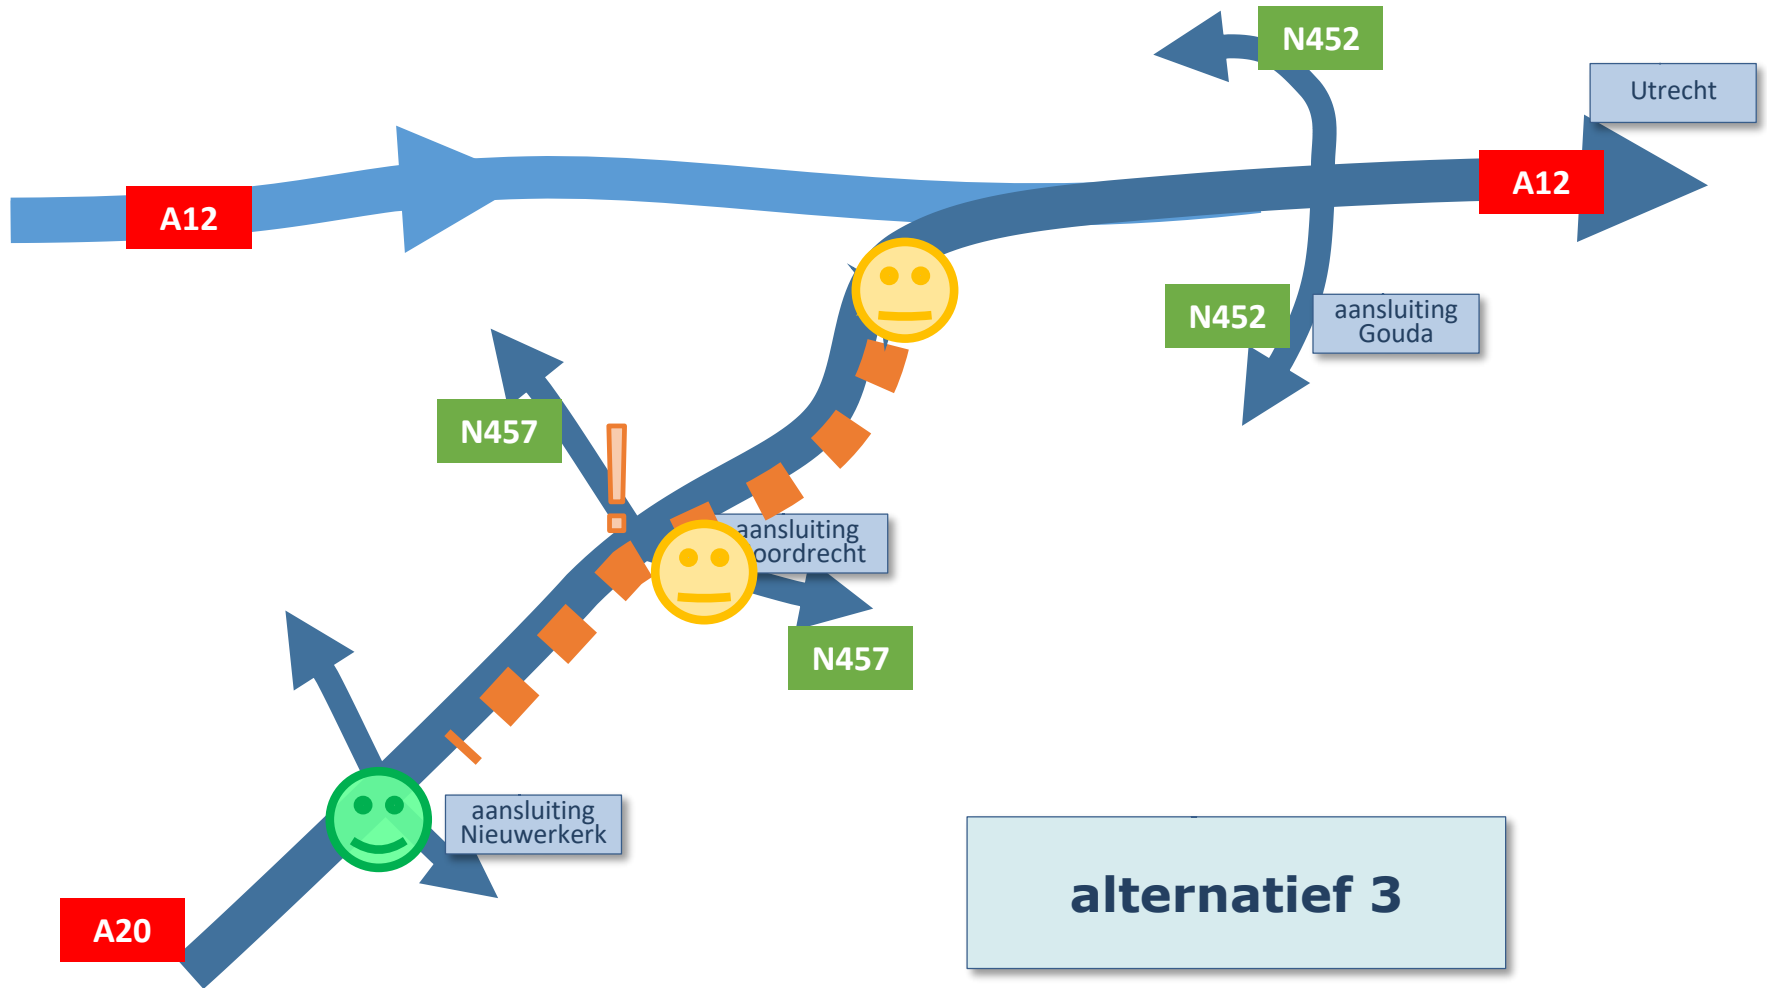 N452
Utrecht
A12
A12
N452
aansluiting
Gouda
N457
!
aansluiting
oordrecht
N457
aansluiting
Nieuwerkerk
alternatief 3
A20